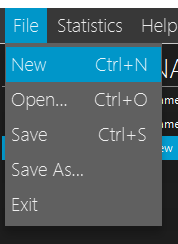 File Statistics Help
New Ctrl+N
Open... Ctrl+O
Save Ctrl+S
Save As...
Exit